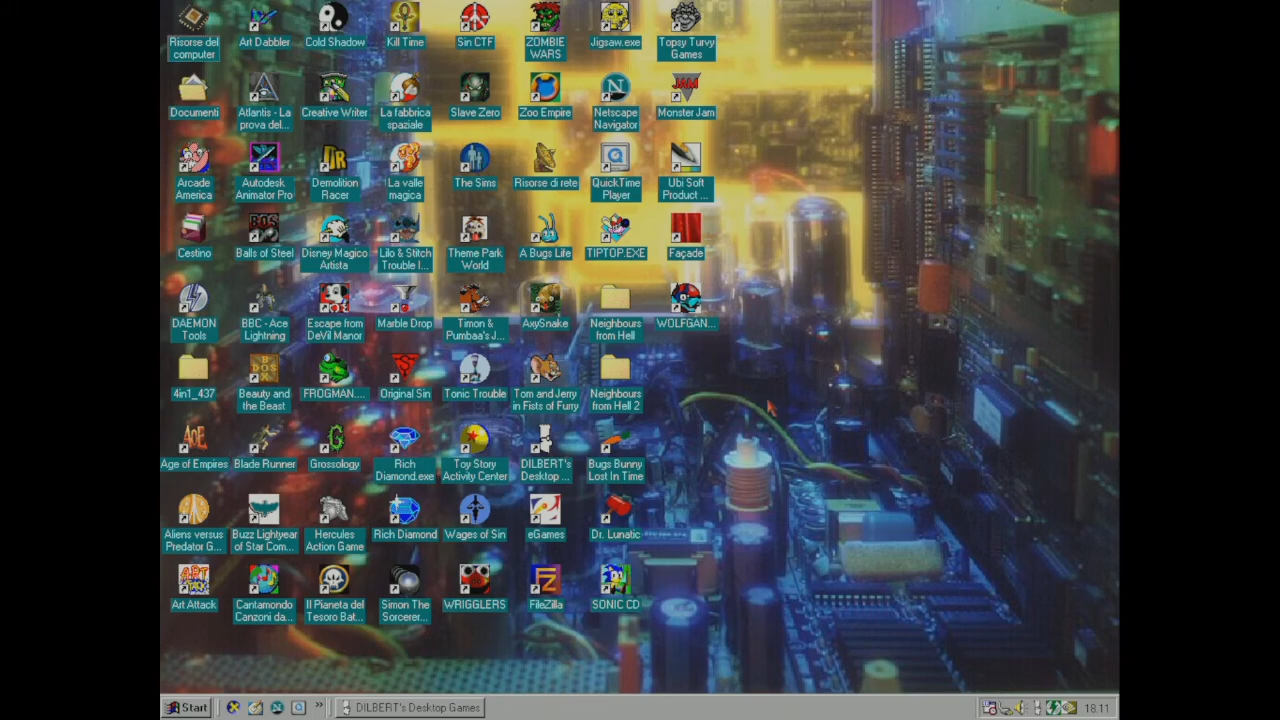 Risorse del
computer
Art Dabbler
Cold Shadow
Kill Time
Sin CTF
ZOMBIE
WARS
Jigsaw.exe
Topsy Turvy
Games
Documenti
Atlantis - La
prova del...
Creative Writer
La fabbrica
spaziale
Slave Zero
Zoo Empire
Netscape
Navigator
JAM
Monster Jam
Arcade
America
Autodesk
Animator Pro
Demolition
Racer
La valle
magica
The Sims
Risorse di rete
QuickTime
Player
Ubi Soft
Product ...
Cestino
Balls of Steel
Disney Magico
Artista
Lilo & Stitch
Trouble I...
Theme Park
World
A Bugs Life
TIPTOP.EXE
Façade
DAEMON
Tools
BBC - Ace
Lightning
Escape from
DeVil Manor
Marble Drop
Timon &
Pumbaa's J...
AxySnake
Neighbours
from Hell
WOLFGAN...
4in1_437
Beauty and
the Beast
FROGMAN....
Original Sin
Tonic Trouble
Tom and Jerry
in Fists of Furry
Neighbours
from Hell 2
Age of Empires
Blade Runner
Grossology
Rich
Diamond.exe
Toy Story
Activity Center
DILBERT's
Desktop ...
Bugs Bunny
Lost In Time
Aliens versus
Predator G...
Buzz Lightyear
of Star Com...
Hercules
Action Game
Rich Diamond
Wages of Sin
eGames
Dr. Lunatic
Art Attack
Cantamondo
Canzoni da...
Il Pianeta del
Tesoro Bat...
Simon The
Sorcerer...
WRIGGLERS
FileZilla
SONIC CD
Start
DILBERT's Desktop Games
18.11